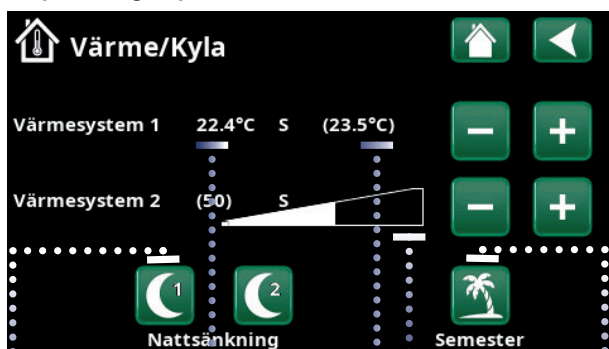 Värme/Kyla
Värmesystem 1 22.4°C S (23.5°C)
Värmesystem 2 (50) S
1 2
Nattsänkning Semester